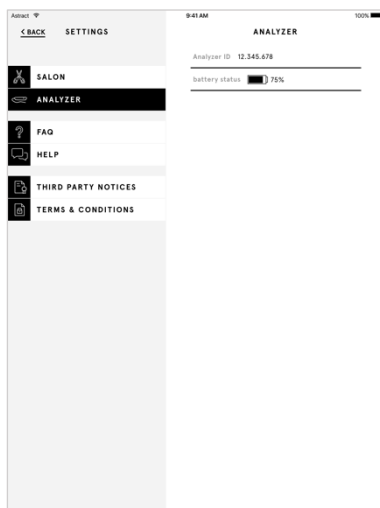 Astract 9:41 AM 100%
< BACK SETTINGS ANALYZER
Analyzer ID 12.345.678
SALON
battery status 75%
ANALYZER
FAQ
HELP
THIRD PARTY NOTICES
TERMS & CONDITIONS